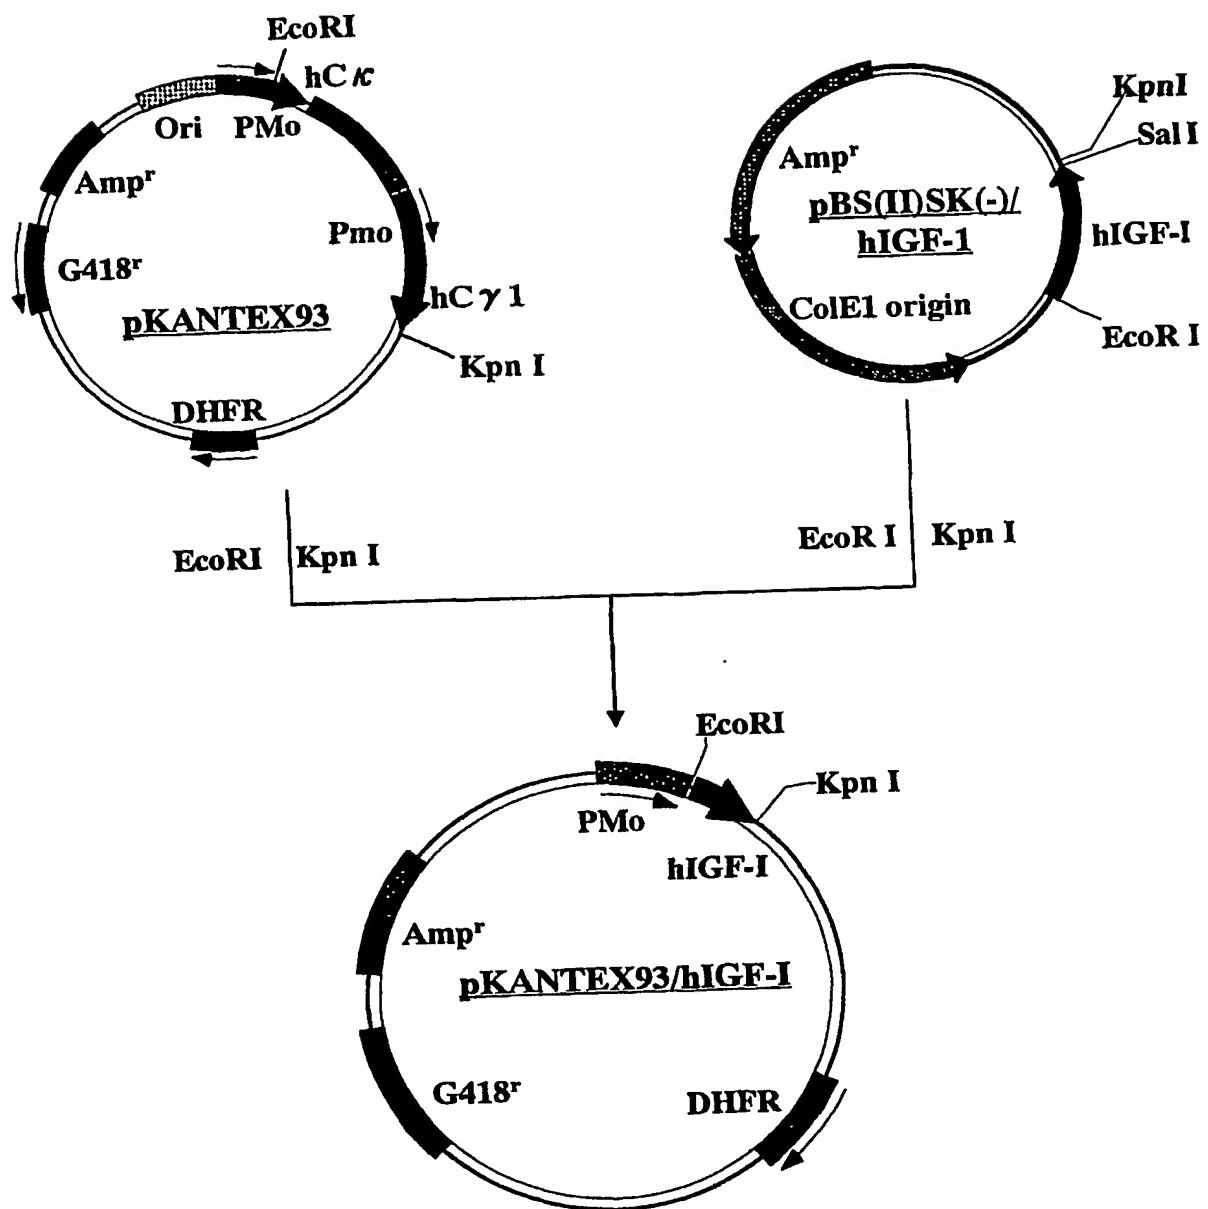 EcoRI
hCκ
Ori
PMo
Ampʳ
Pmo
G418ʳ
hCγ1
pKANTEX93
Kpn I
DHFR
KpnI
Sal I
Ampʳ
pBS(II)SK(-)/
hIGF-1
hIGF-I
ColE1 origin
EcoR I
EcoRI
Kpn I
EcoR I
Kpn I
EcoRI
Kpn I
PMo
hIGF-I
Ampʳ
pKANTEX93/hIGF-I
G418ʳ
DHFR